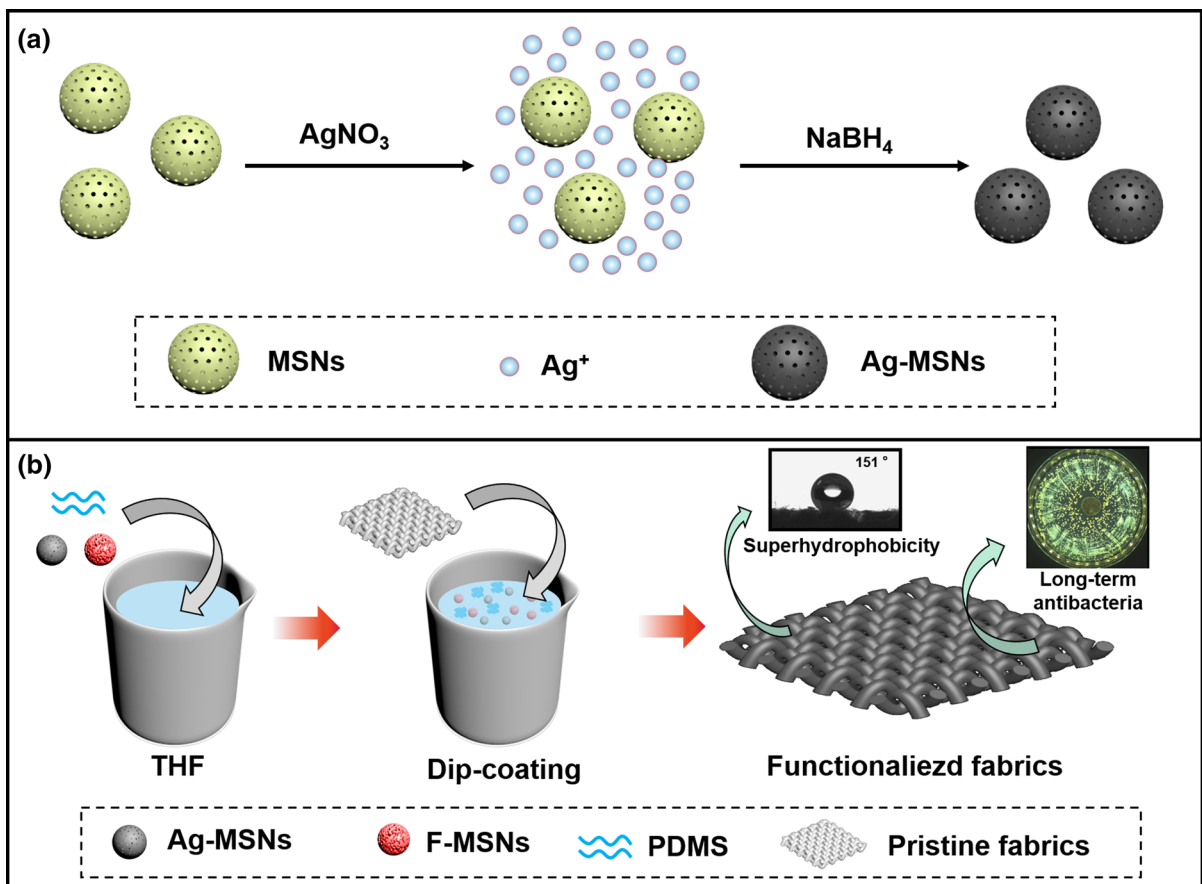 (a)
AgNO₃
NaBH₄
MSNs
Ag⁺
Ag-MSNs
(b)
151 °
Superhydrophobicity
Long-term
antibacteria
THF
Dip-coating
Functionaliezd fabrics
Ag-MSNs
F-MSNs
PDMS
Pristine fabrics